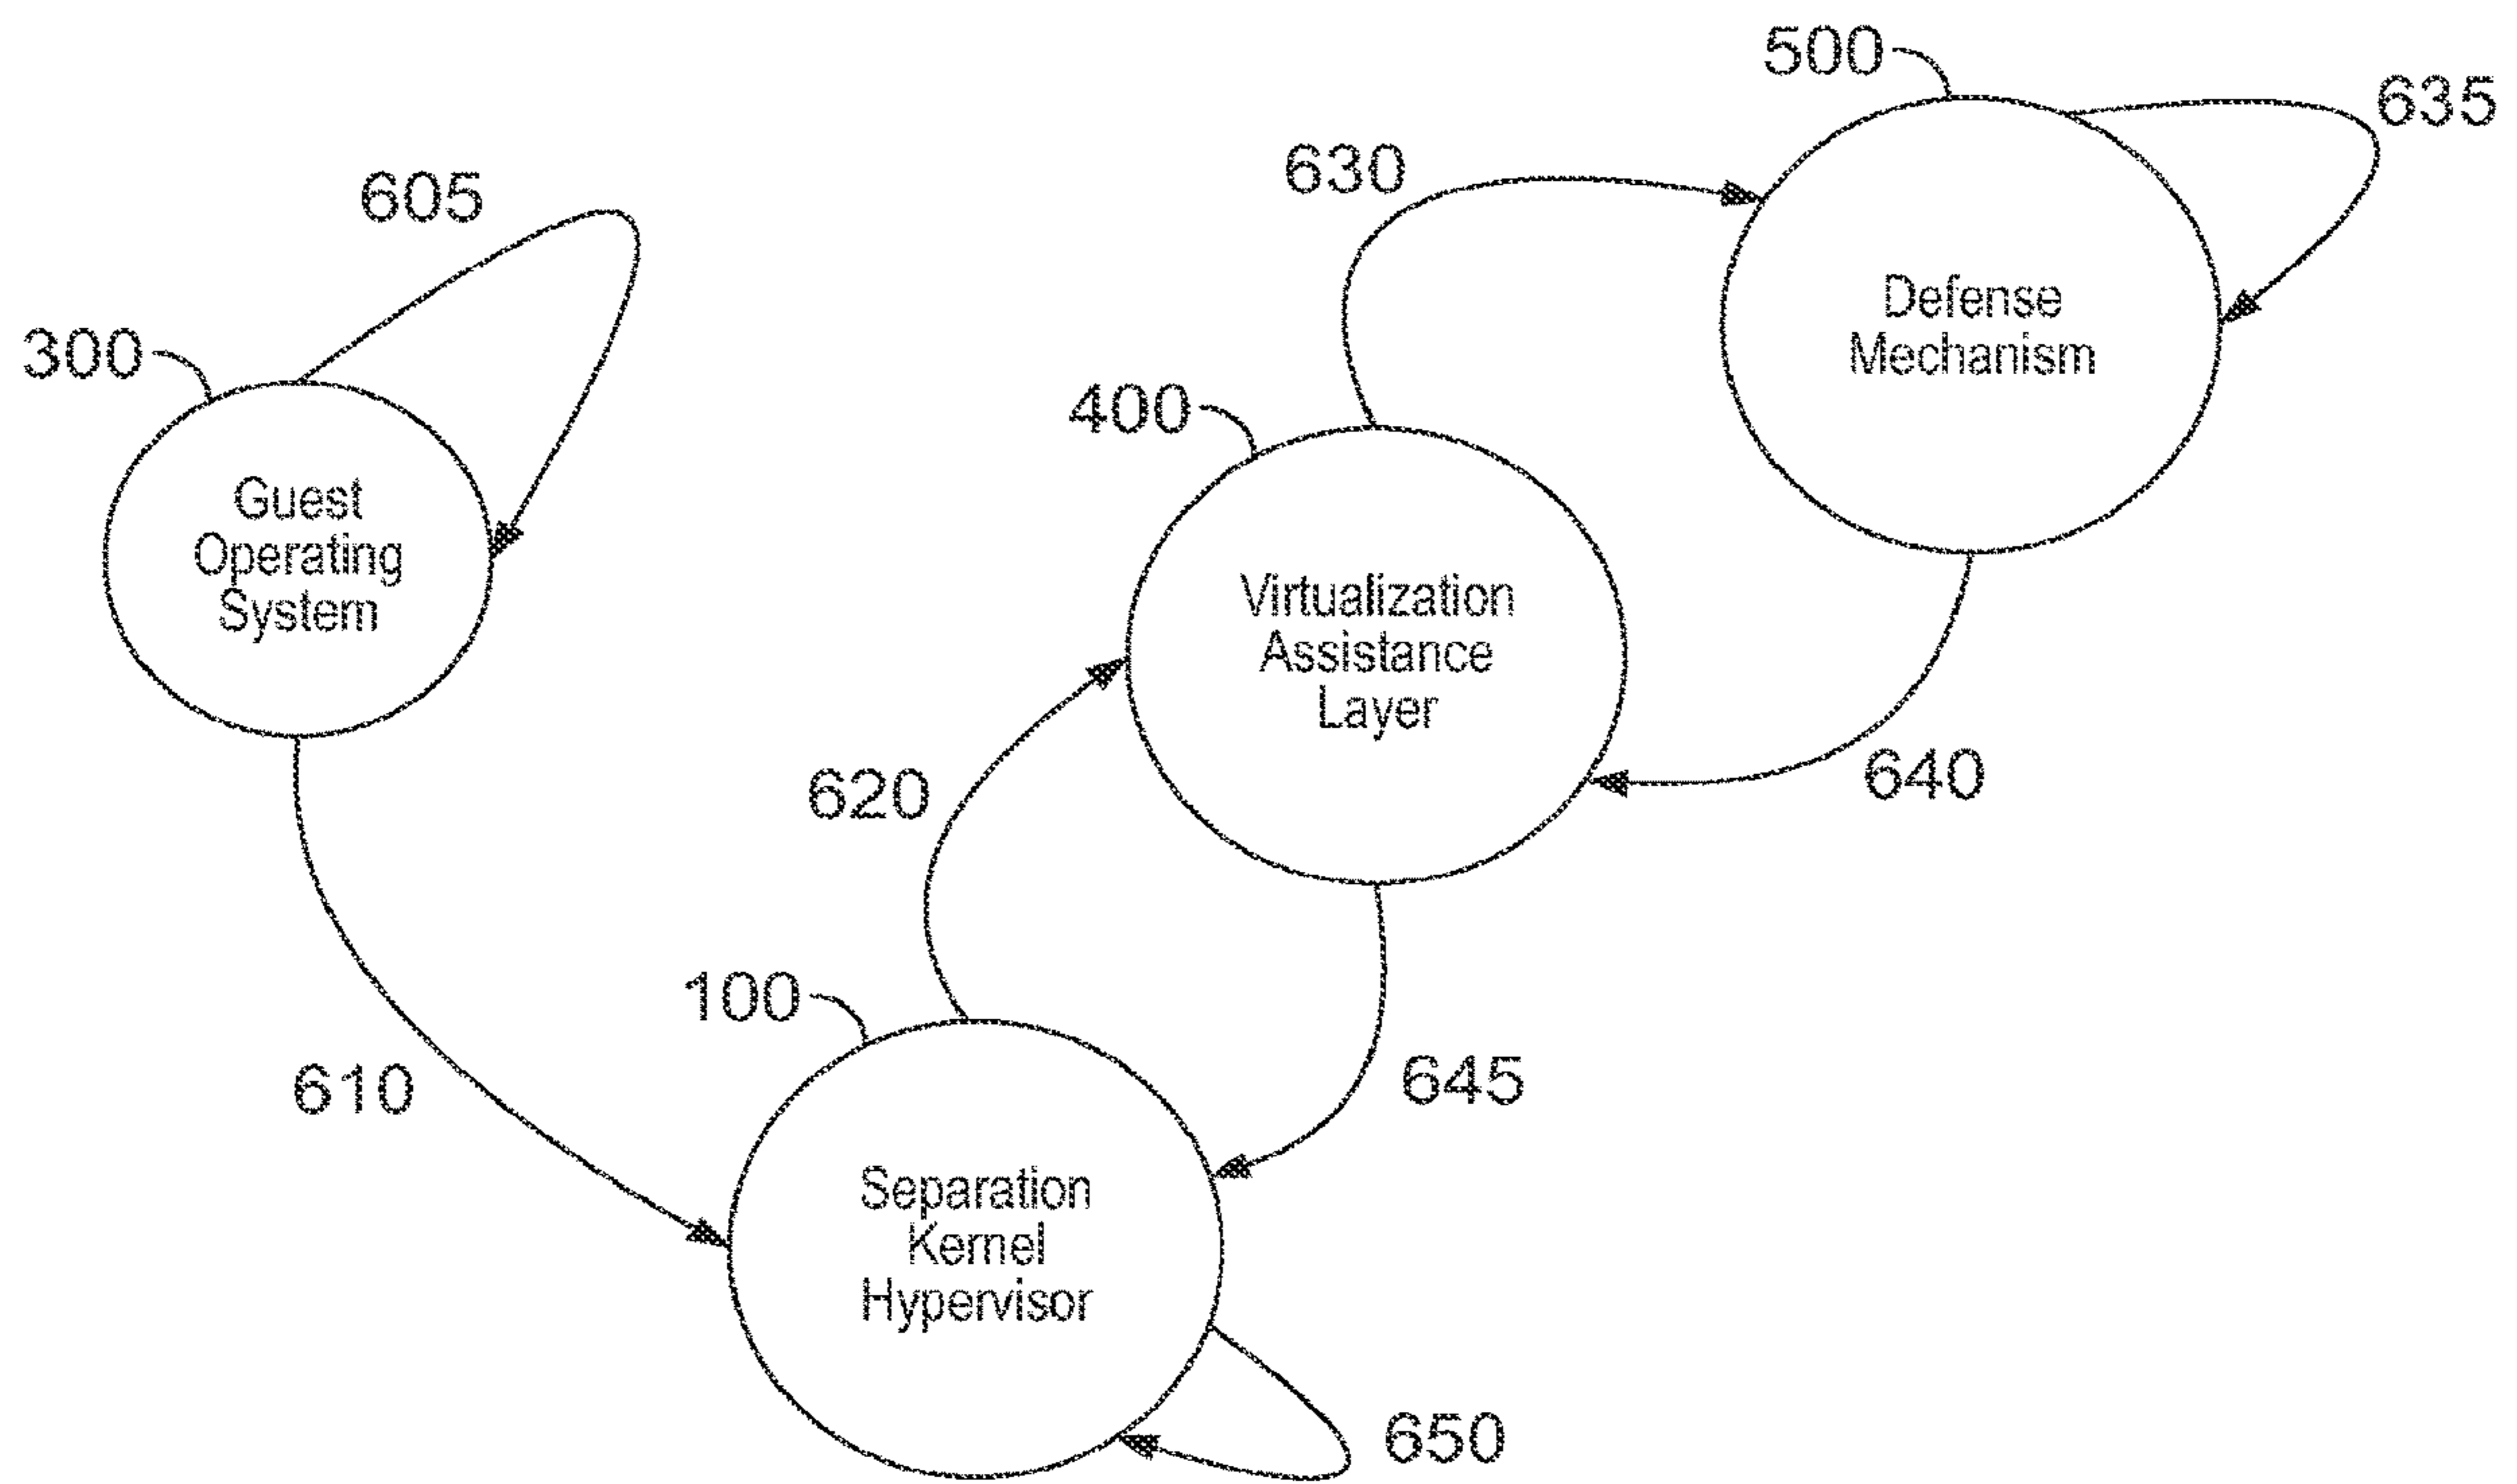 500
635
630
605
300
Defense
Mechanism
400
Guest
Operating
System
Virtualization
Assistance
Layer
620
640
100
610
645
Separation
Kernel
Hypervisor
650